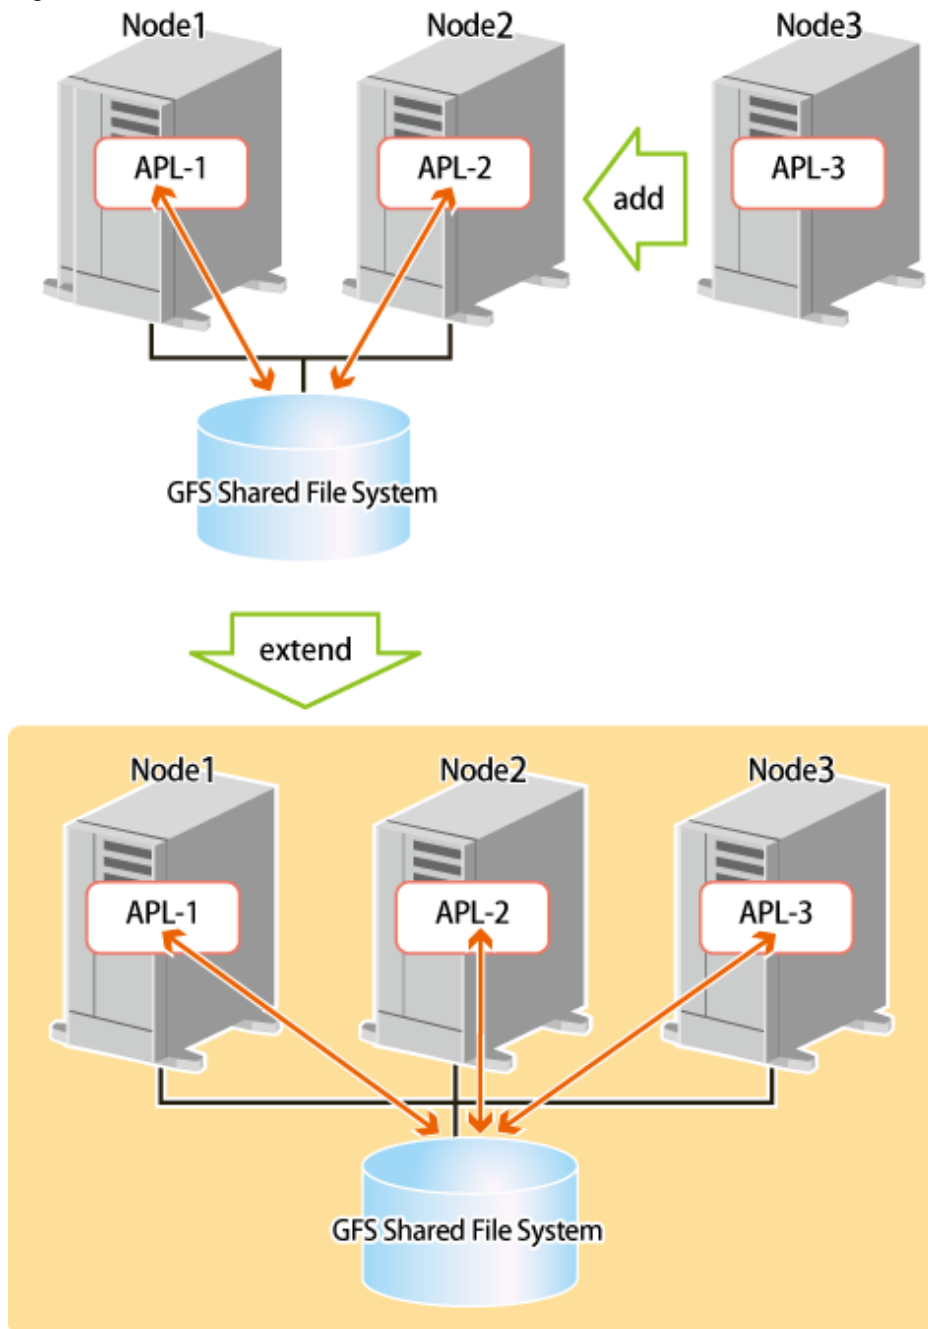 Node1
Node2
Node3
APL-1
APL-2
add
APL-3
GFS Shared File System
extend
Node1
Node2
Node3
APL-1
APL-2
APL-3
GFS Shared File System